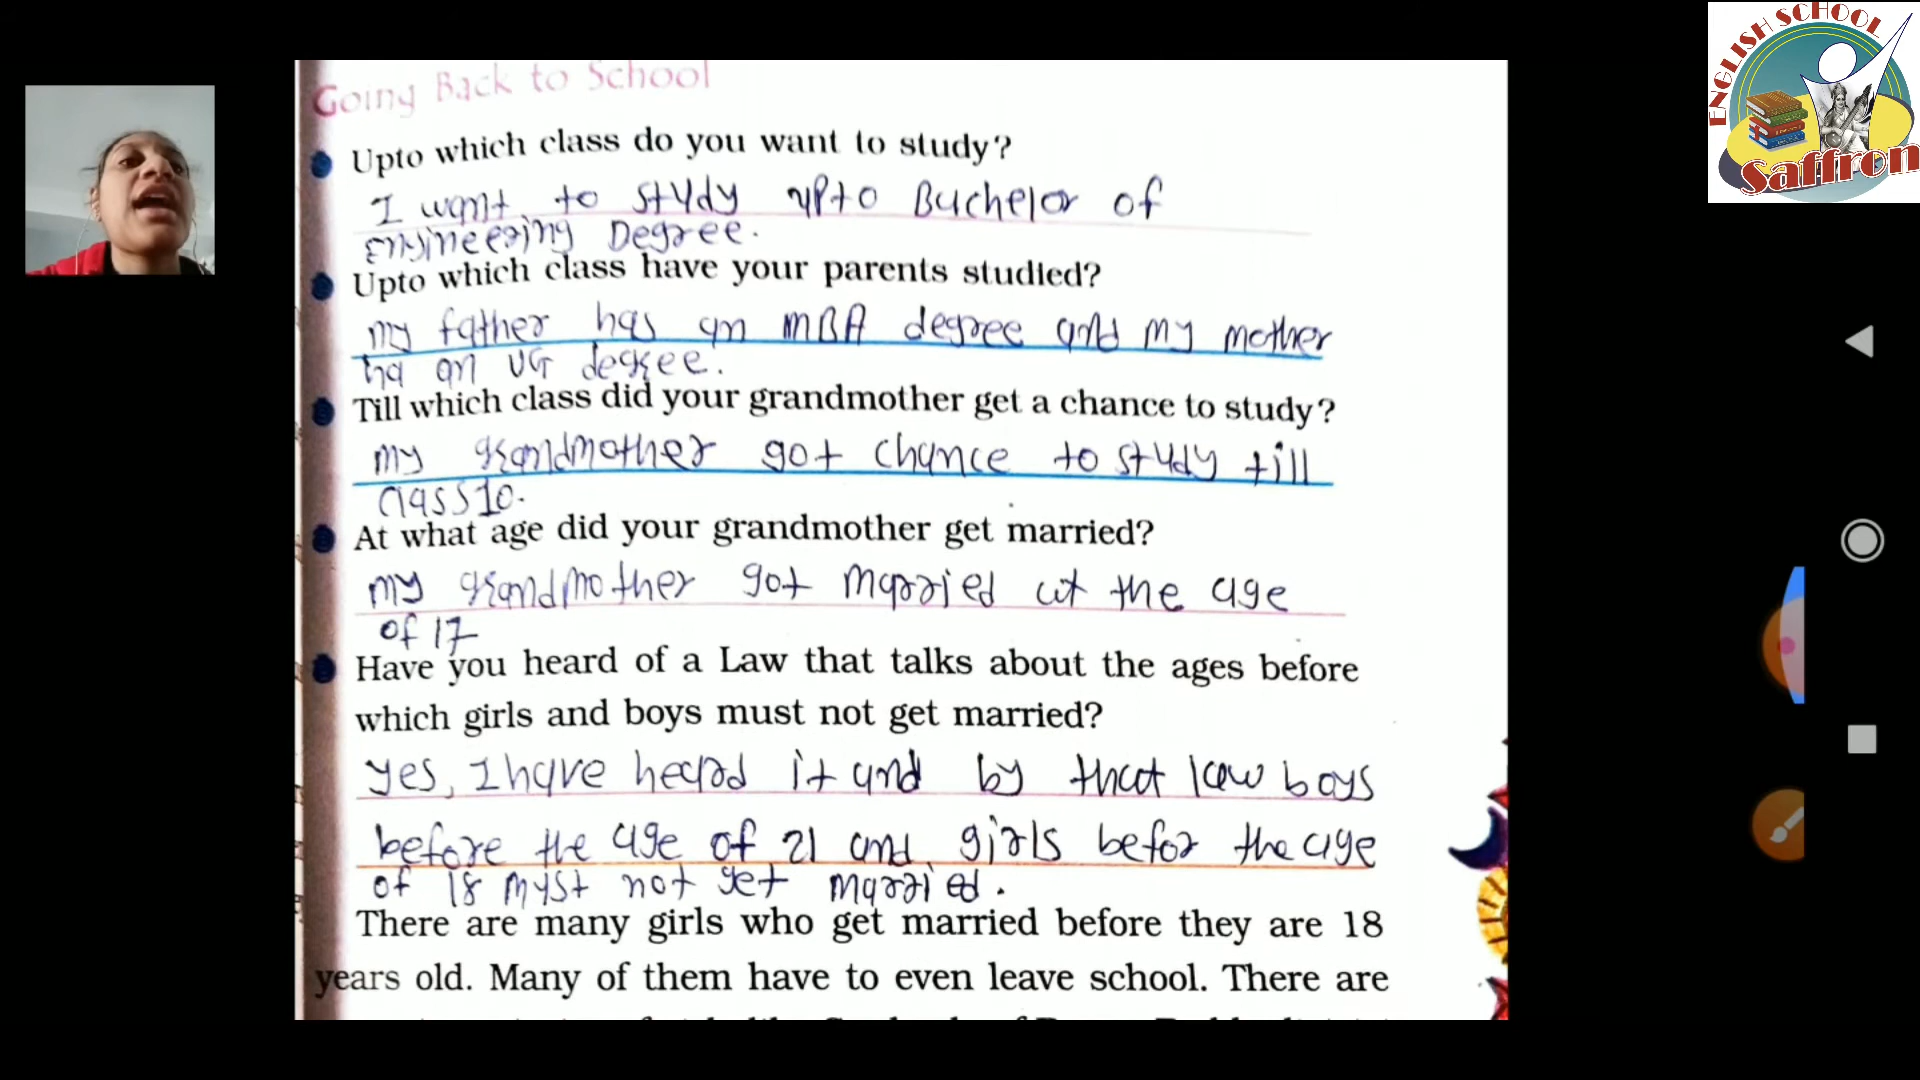 ENGLISH SCHOOL
Saffron
Going Back to School
Upto which class do you want to study?
I want to study upto Buchelor of
Engineering Degree.
Upto which class have your parents studied?
my father has an MBA degree and my mother
ha an UG degree.
Till which class did your grandmother get a chance to study?
my grandmother got chance to study till
class 10.
At what age did your grandmother get married?
my grandmother got married at the age
of 17
Have you heard of a Law that talks about the ages before
which girls and boys must not get married?
yes, I have heard it and by that law boys
before the age of 21 and girls befor the age
of 18 must not get married.
There are many girls who get married before they are 18
years old. Many of them have to even leave school. There are